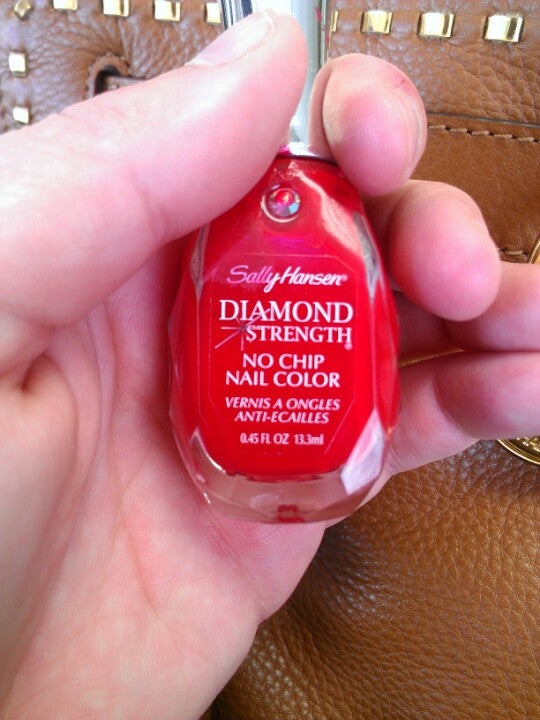 Sally Hansen®
DIAMOND
STRENGTH®
NO CHIP
NAIL COLOR
VERNIS A ONGLES
ANTI-ECAILLES
0.45 FL OZ 13.3ml